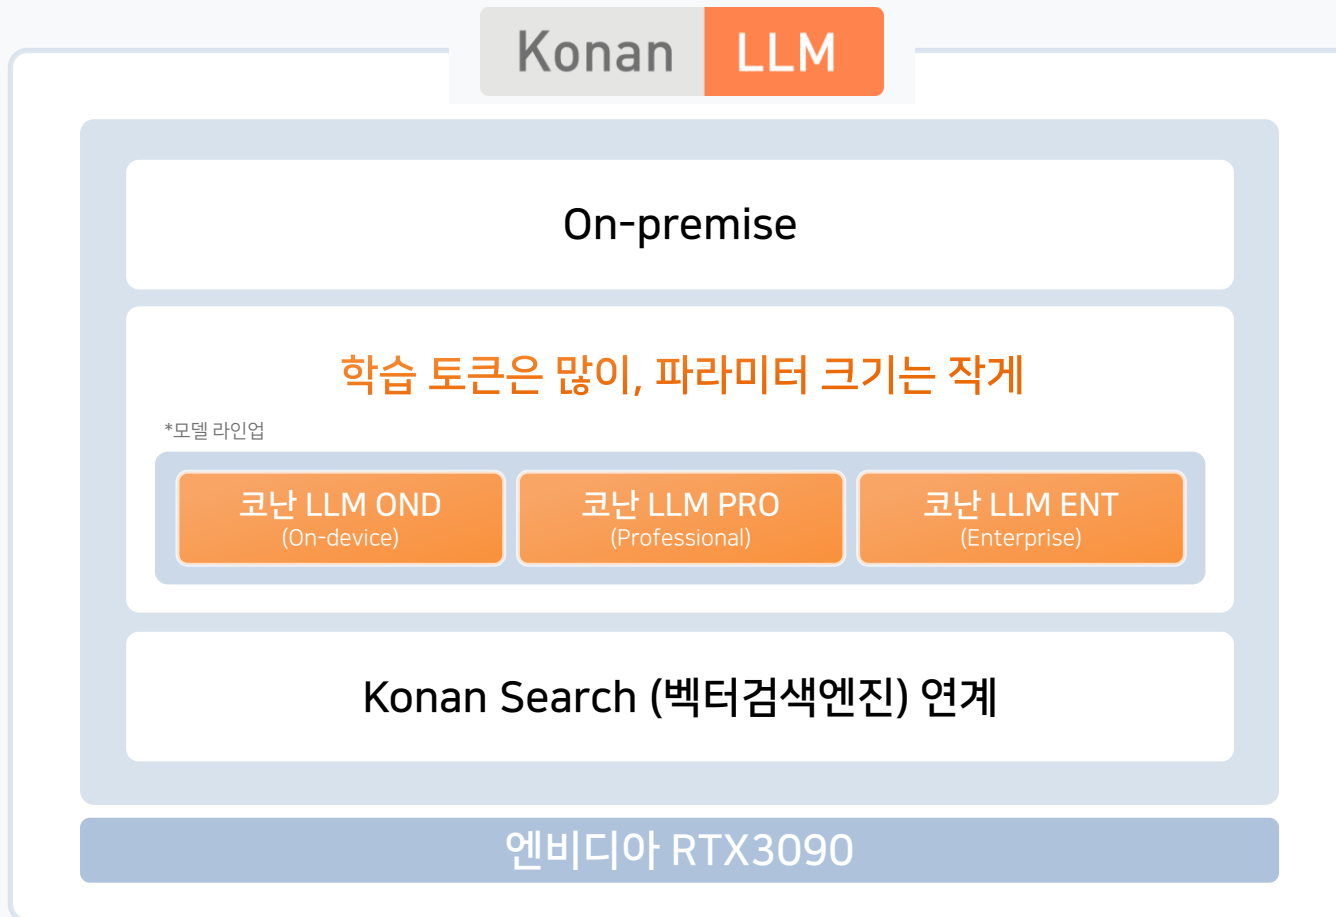 Konan LLM
On-premise
학습 토큰은 많이, 파라미터 크기는 작게
*모델 라인업
코난 LLM OND
(On-device)
코난 LLM PRO
(Professional)
코난 LLM ENT
(Enterprise)
Konan Search (벡터검색엔진) 연계
엔비디아 RTX3090